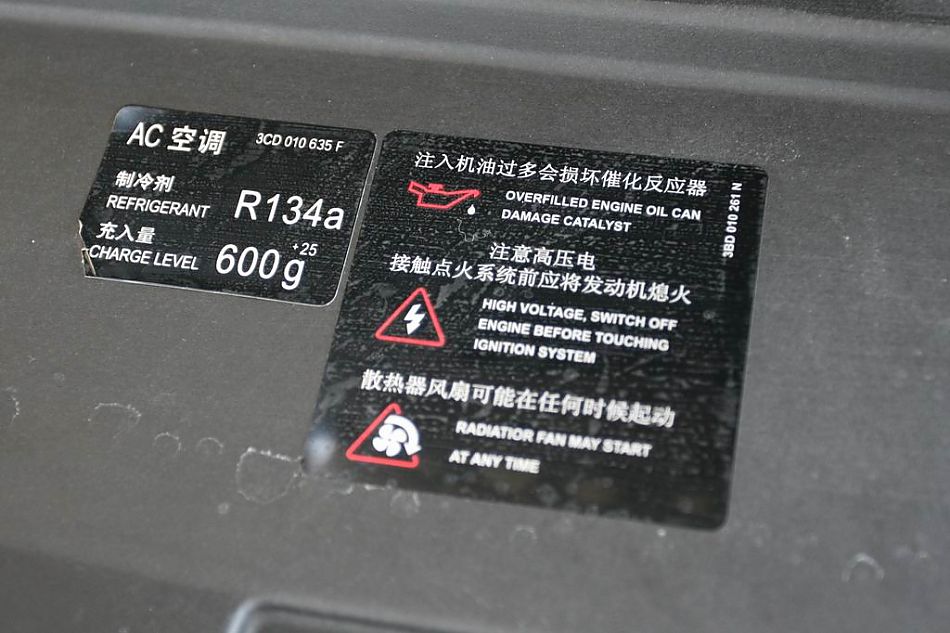 AC 空调 3CD 010 635 F
制冷剂
REFRIGERANT R134a
充入量
CHARGE LEVEL 600g +25
注入机油过多会损坏催化反应器
OVERFILLED ENGINE OIL CAN
DAMAGE CATALYST
注意高压电
接触点火系统前应将发动机熄火
HIGH VOLTAGE, SWITCH OFF
ENGINE BEFORE TOUCHING
IGNITION SYSTEM
散热器风扇可能在任何时候起动
RADIATIOR FAN MAY START
AT ANY TIME
3BD 010 261 N